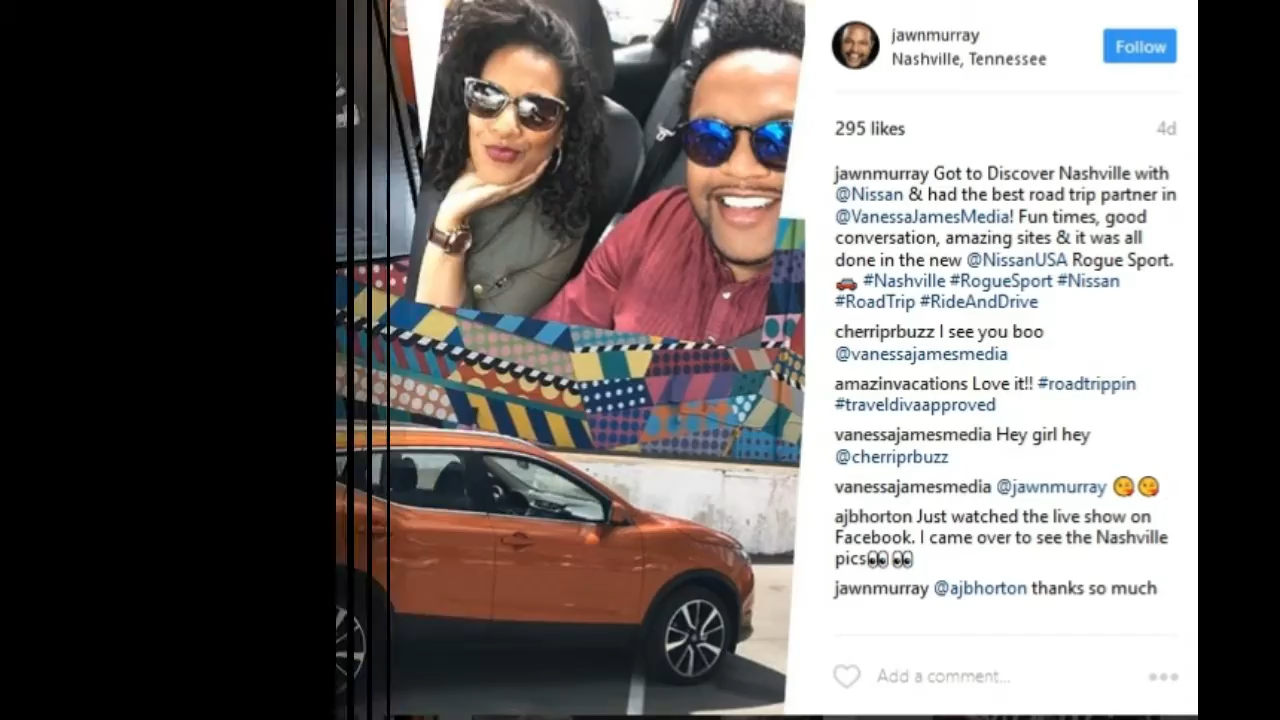 jawnmurray
Nashville, Tennessee
Follow
295 likes
4d
jawnmurray Got to Discover Nashville with
@Nissan & had the best road trip partner in
@VanessaJamesMedia! Fun times, good
conversation, amazing sites & it was all
done in the new @NissanUSA Rogue Sport.
🚗 #Nashville #RogueSport #Nissan
#RoadTrip #RideAndDrive
cherriprbuzz I see you boo
@vanessajamesmedia
amazinvacations Love it!! #roadtrippin
#traveldivaapproved
vanessajamesmedia Hey girl hey
@cherriprbuzz
vanessajamesmedia @jawnmurray 😘😘
ajbhorton Just watched the live show on
Facebook. I came over to see the Nashville
pics👀👀
jawnmurray @ajbhorton thanks so much
Add a comment...